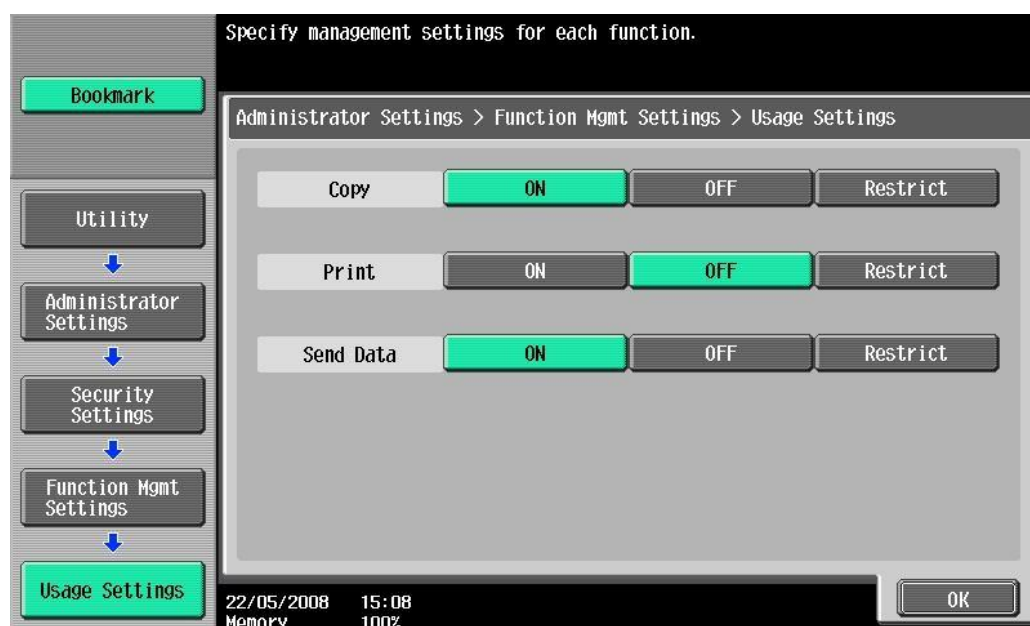 Specify management settings for each function.
Bookmark
Administrator Settings > Function Mgmt Settings > Usage Settings
Copy ON OFF Restrict
Utility
Print ON OFF Restrict
Administrator
Settings
Send Data ON OFF Restrict
Security
Settings
Function Mgmt
Settings
Usage Settings
22/05/2008 15:08
Memory 100%
OK